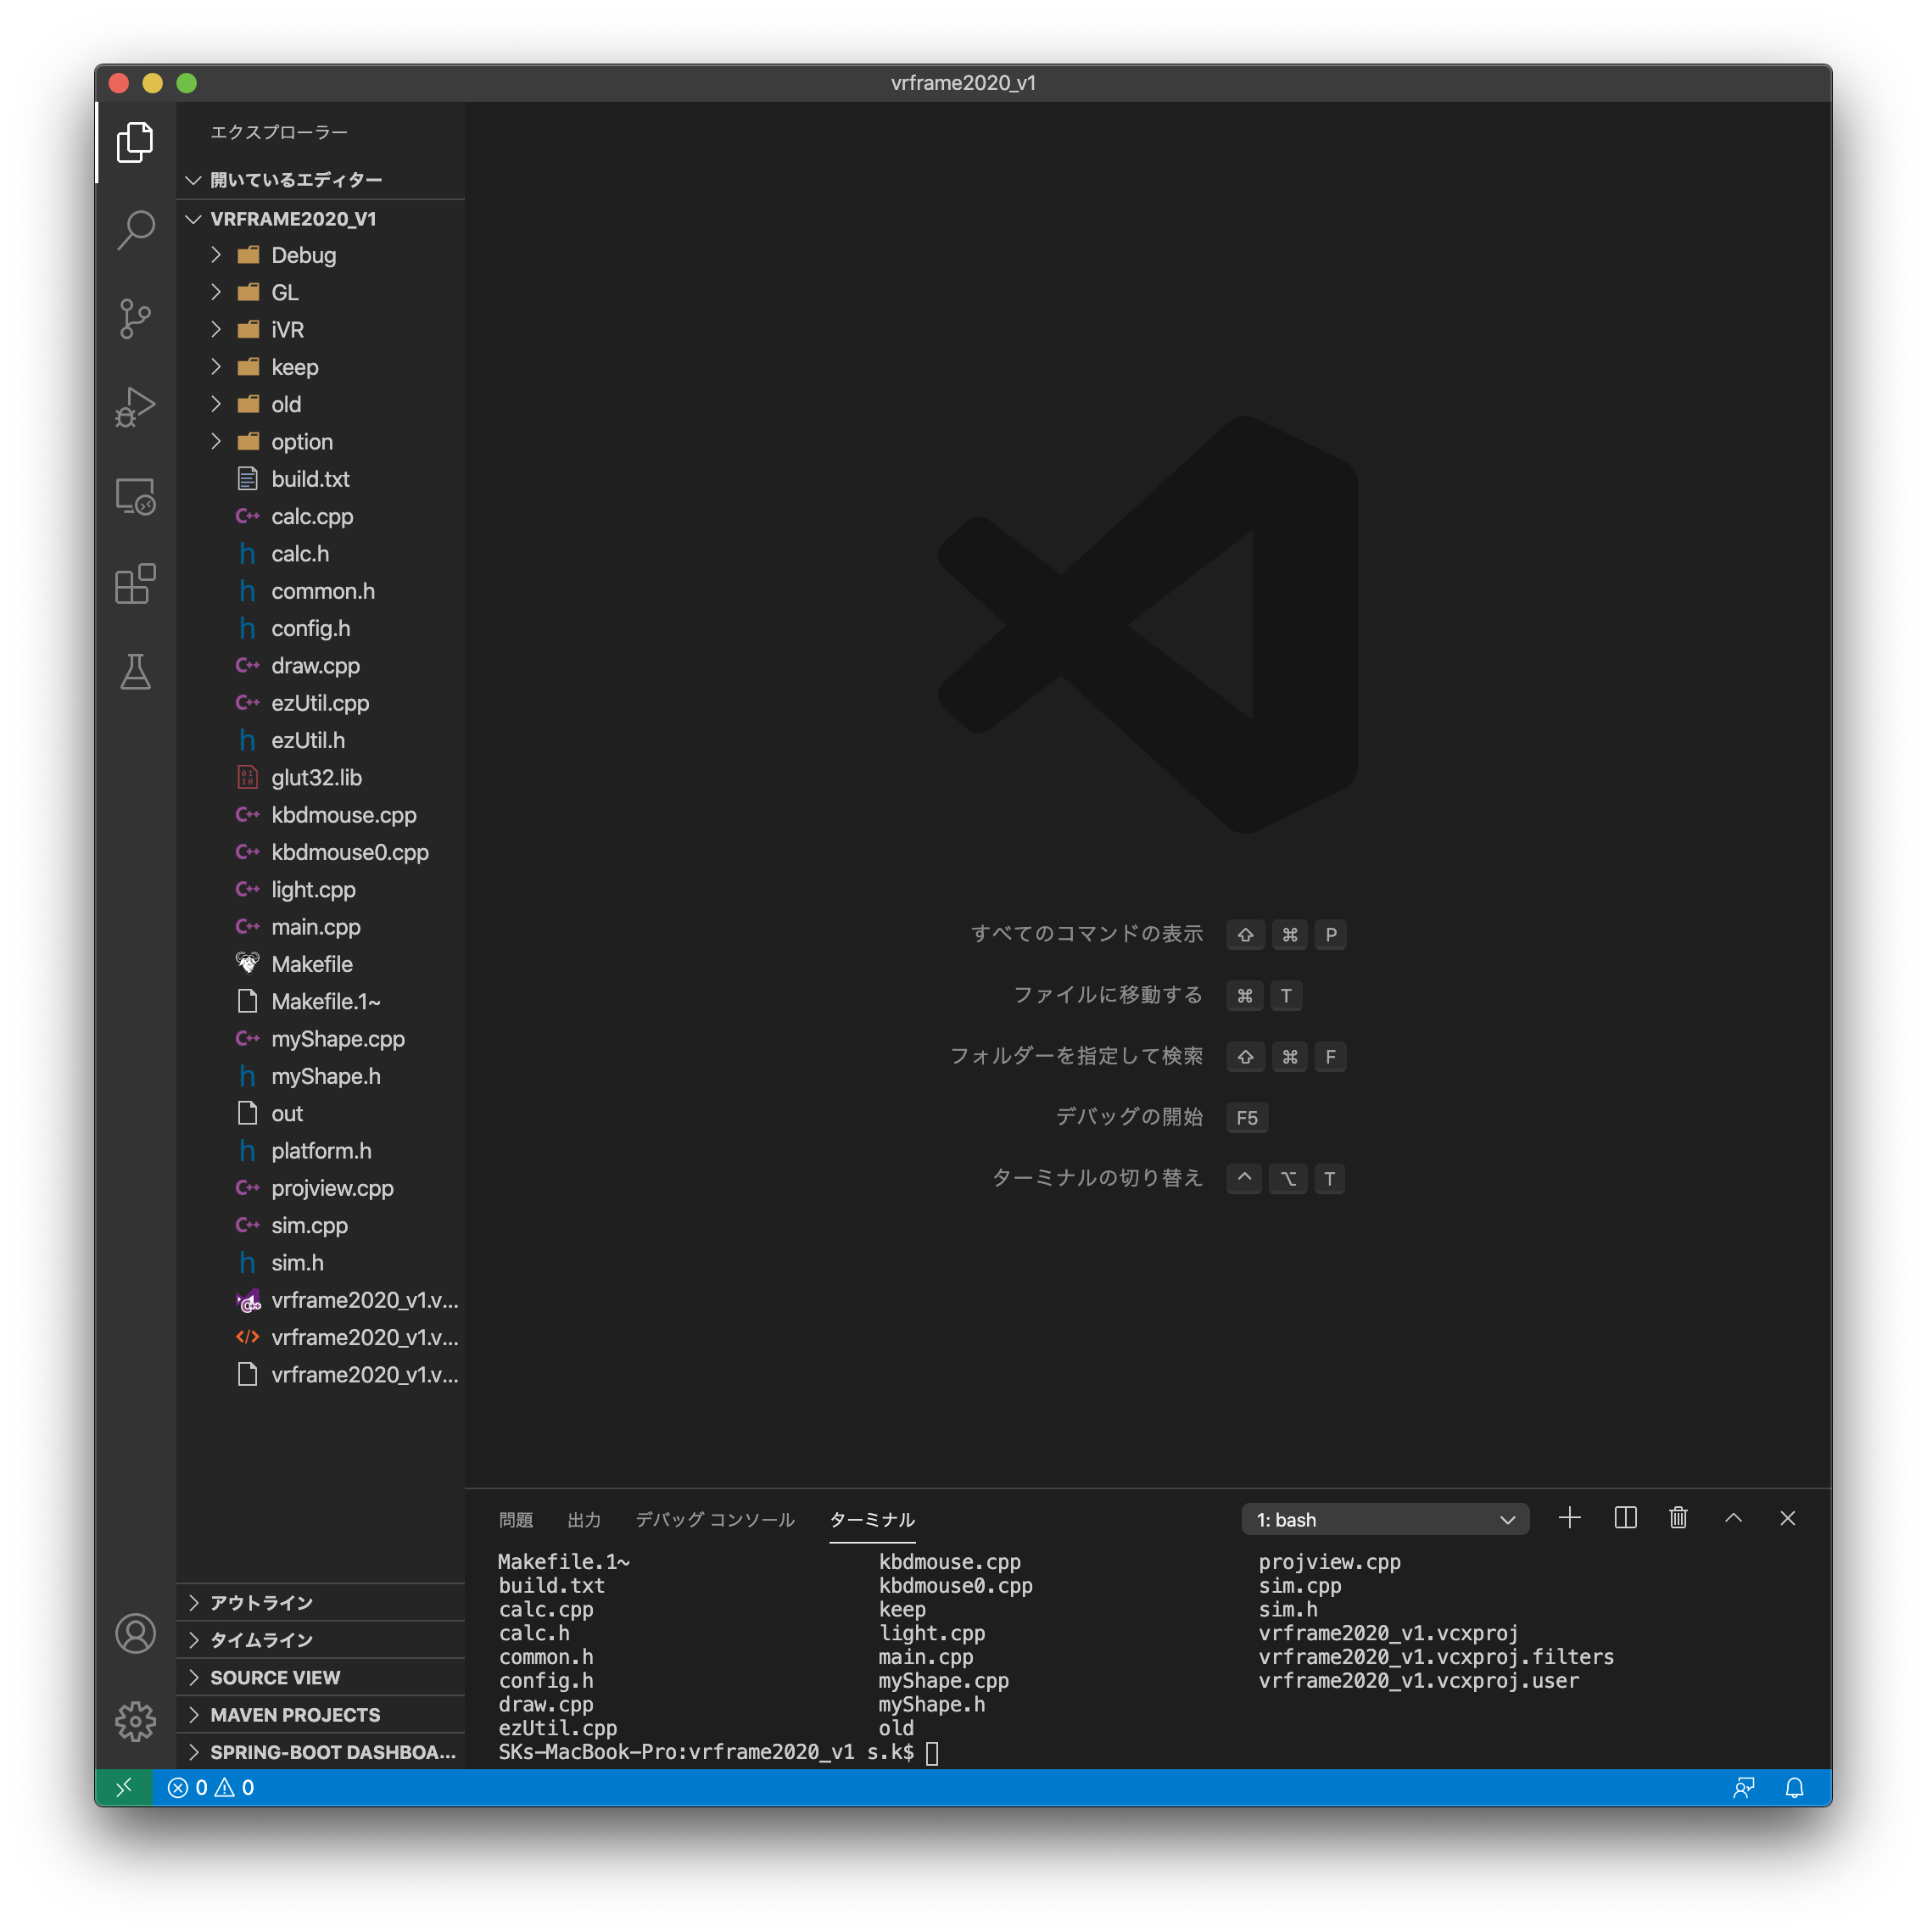 vrframe2020_v1
エクスプローラー
開いているエディター
VRFRAME2020_V1
Debug
GL
iVR
keep
old
option
build.txt
C++ calc.cpp
h calc.h
h common.h
h config.h
C++ draw.cpp
C++ ezUtil.cpp
h ezUtil.h
glut32.lib
C++ kbdmouse.cpp
C++ kbdmouse0.cpp
C++ light.cpp
C++ main.cpp
Makefile
Makefile.1~
C++ myShape.cpp
h myShape.h
out
h platform.h
C++ projview.cpp
C++ sim.cpp
h sim.h
vrframe2020_v1.v...
vrframe2020_v1.v...
vrframe2020_v1.v...
アウトライン
タイムライン
SOURCE VIEW
MAVEN PROJECTS
SPRING-BOOT DASHBOA...
すべてのコマンドの表示 ⇧ ⌘ P
ファイルに移動する ⌘ T
フォルダーを指定して検索 ⇧ ⌘ F
デバッグの開始 F5
ターミナルの切り替え ^ ⌥ T
問題 出力 デバッグ コンソール ターミナル 1: bash
Makefile.1~ kbdmouse.cpp projview.cpp
build.txt kbdmouse0.cpp sim.cpp
calc.cpp keep sim.h
calc.h light.cpp vrframe2020_v1.vcxproj
common.h main.cpp vrframe2020_v1.vcxproj.filters
config.h myShape.cpp vrframe2020_v1.vcxproj.user
draw.cpp myShape.h
ezUtil.cpp old
SKs-MacBook-Pro:vrframe2020_v1 s.k$
0 0